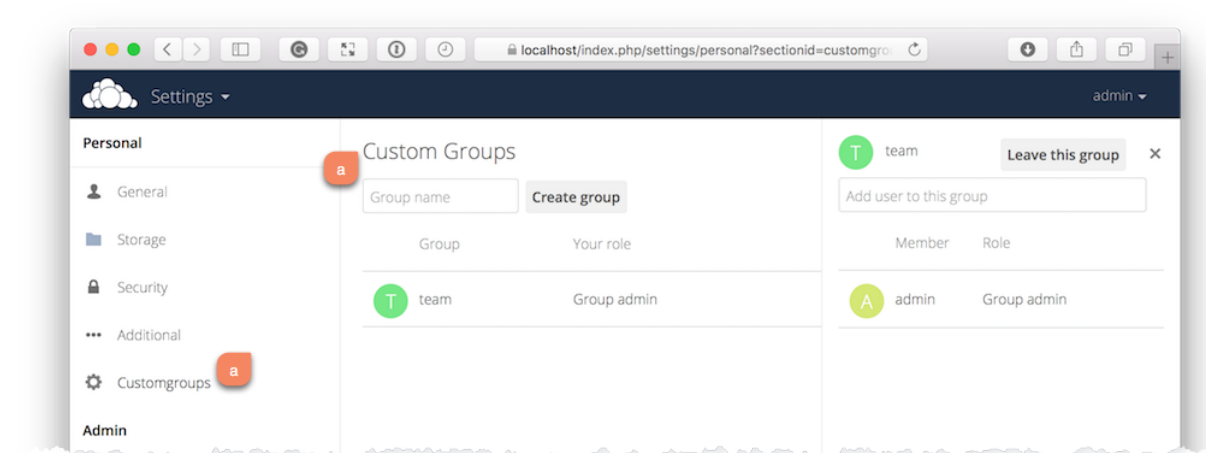 localhost/index.php/settings/personal?sectionid=customgro
Settings
admin
Personal
General
Storage
Security
Additional
Customgroups
a
Admin
a
Custom Groups
Group name
Create group
Group Your role
T team Group admin
T team
Leave this group
Add user to this group
Member Role
A admin Group admin